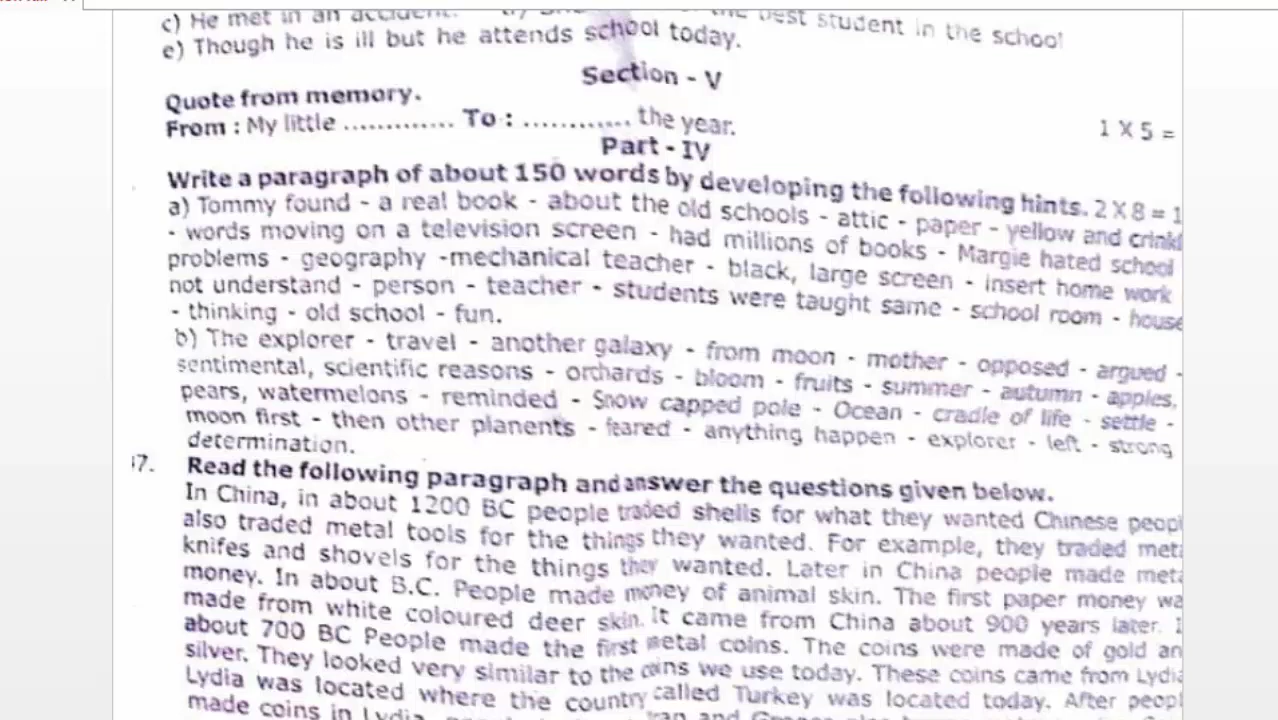 c) He met in an accident. best student in the school
e) Though he is ill but he attends school today.
Section - V
Quote from memory.
From : My little ............. To : ............. the year.
1 X 5 =
Part - IV
Write a paragraph of about 150 words by developing the following hints. 2 X 8 = 1
a) Tommy found - a real book - about the old schools - attic - paper - yellow and crinkl
- words moving on a television screen - had millions of books - Margie hated school
problems - geography -mechanical teacher - black, large screen - insert home work
not understand - person - teacher - students were taught same - school room - house
- thinking - old school - fun.
b) The explorer - travel - another galaxy - from moon - mother - opposed - argued -
sentimental, scientific reasons - orchards - bloom - fruits - summer - autumn - apples,
pears, watermelons - reminded - Snow capped pole - Ocean - cradle of life - settle -
moon first - then other planents - feared - anything happen - explorer - left - strong
determination.
7. Read the following paragraph and answer the questions given below.
In China, in about 1200 BC people traded shells for what they wanted Chinese peopl
also traded metal tools for the things they wanted. For example, they traded meta
knifes and shovels for the things they wanted. Later in China people made meta
money. In about B.C. People made money of animal skin. The first paper money wa
made from white coloured deer skin. It came from China about 900 years later. I
about 700 BC People made the first metal coins. The coins were made of gold an
silver. They looked very similar to the coins we use today. These coins came from Lydia
Lydia was located where the country called Turkey was located today. After peopl
made coins in Lydia, and